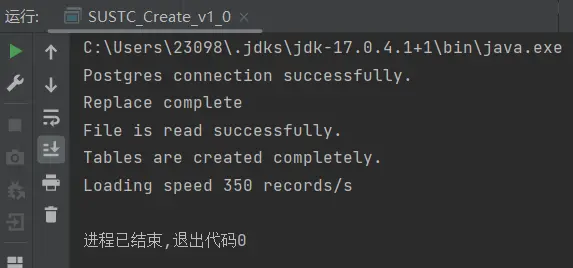 运行: SUSTC_Create_v1_0
C:\Users\23098\.jdks\jdk-17.0.4.1+1\bin\java.exe
Postgres connection successfully.
Replace complete
File is read successfully.
Tables are created completely.
Loading speed 350 records/s
进程已结束,退出代码0